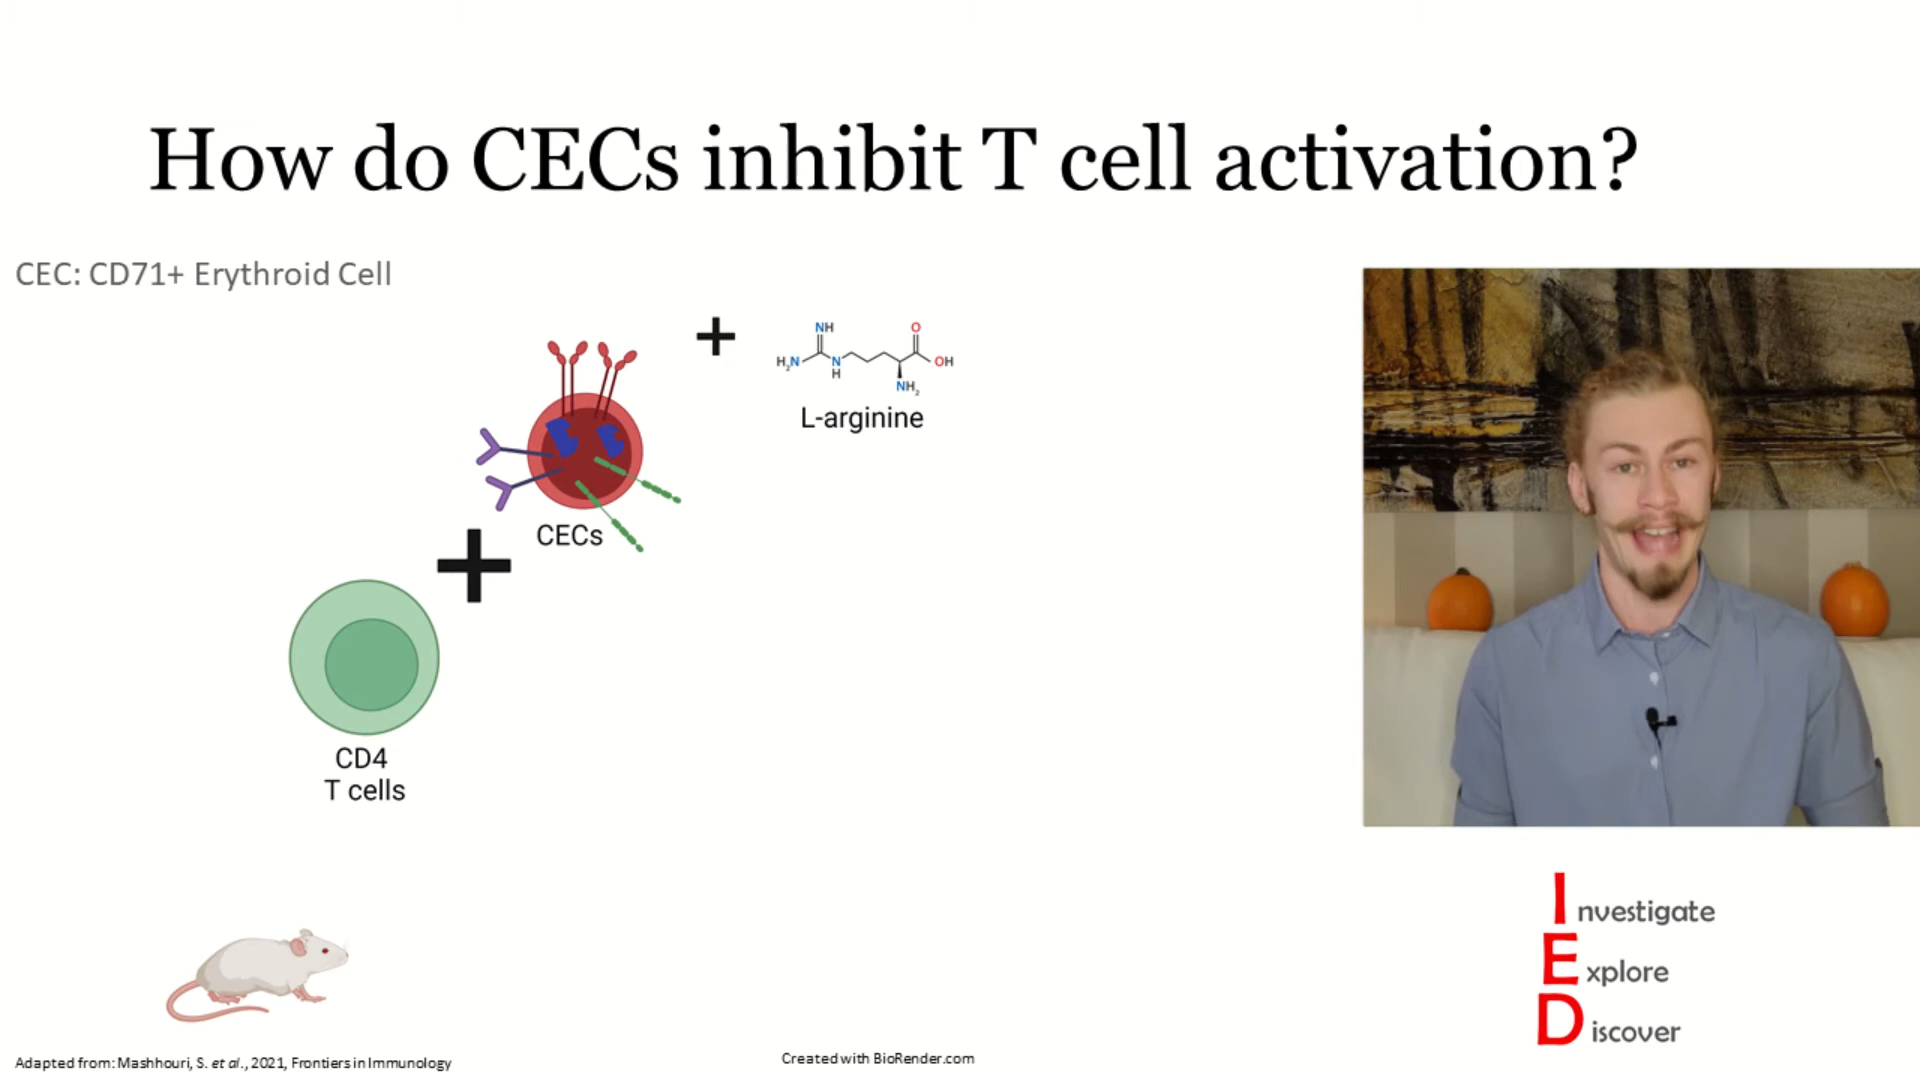 How do CECs inhibit T cell activation?
CEC: CD71+ Erythroid Cell
NH
H2N
N
H
O
OH
NH2
L-arginine
CECs
CD4
T cells
Investigate
Explore
Discover
Adapted from: Mashhouri, S. et al., 2021, Frontiers in Immunology
Created with BioRender.com